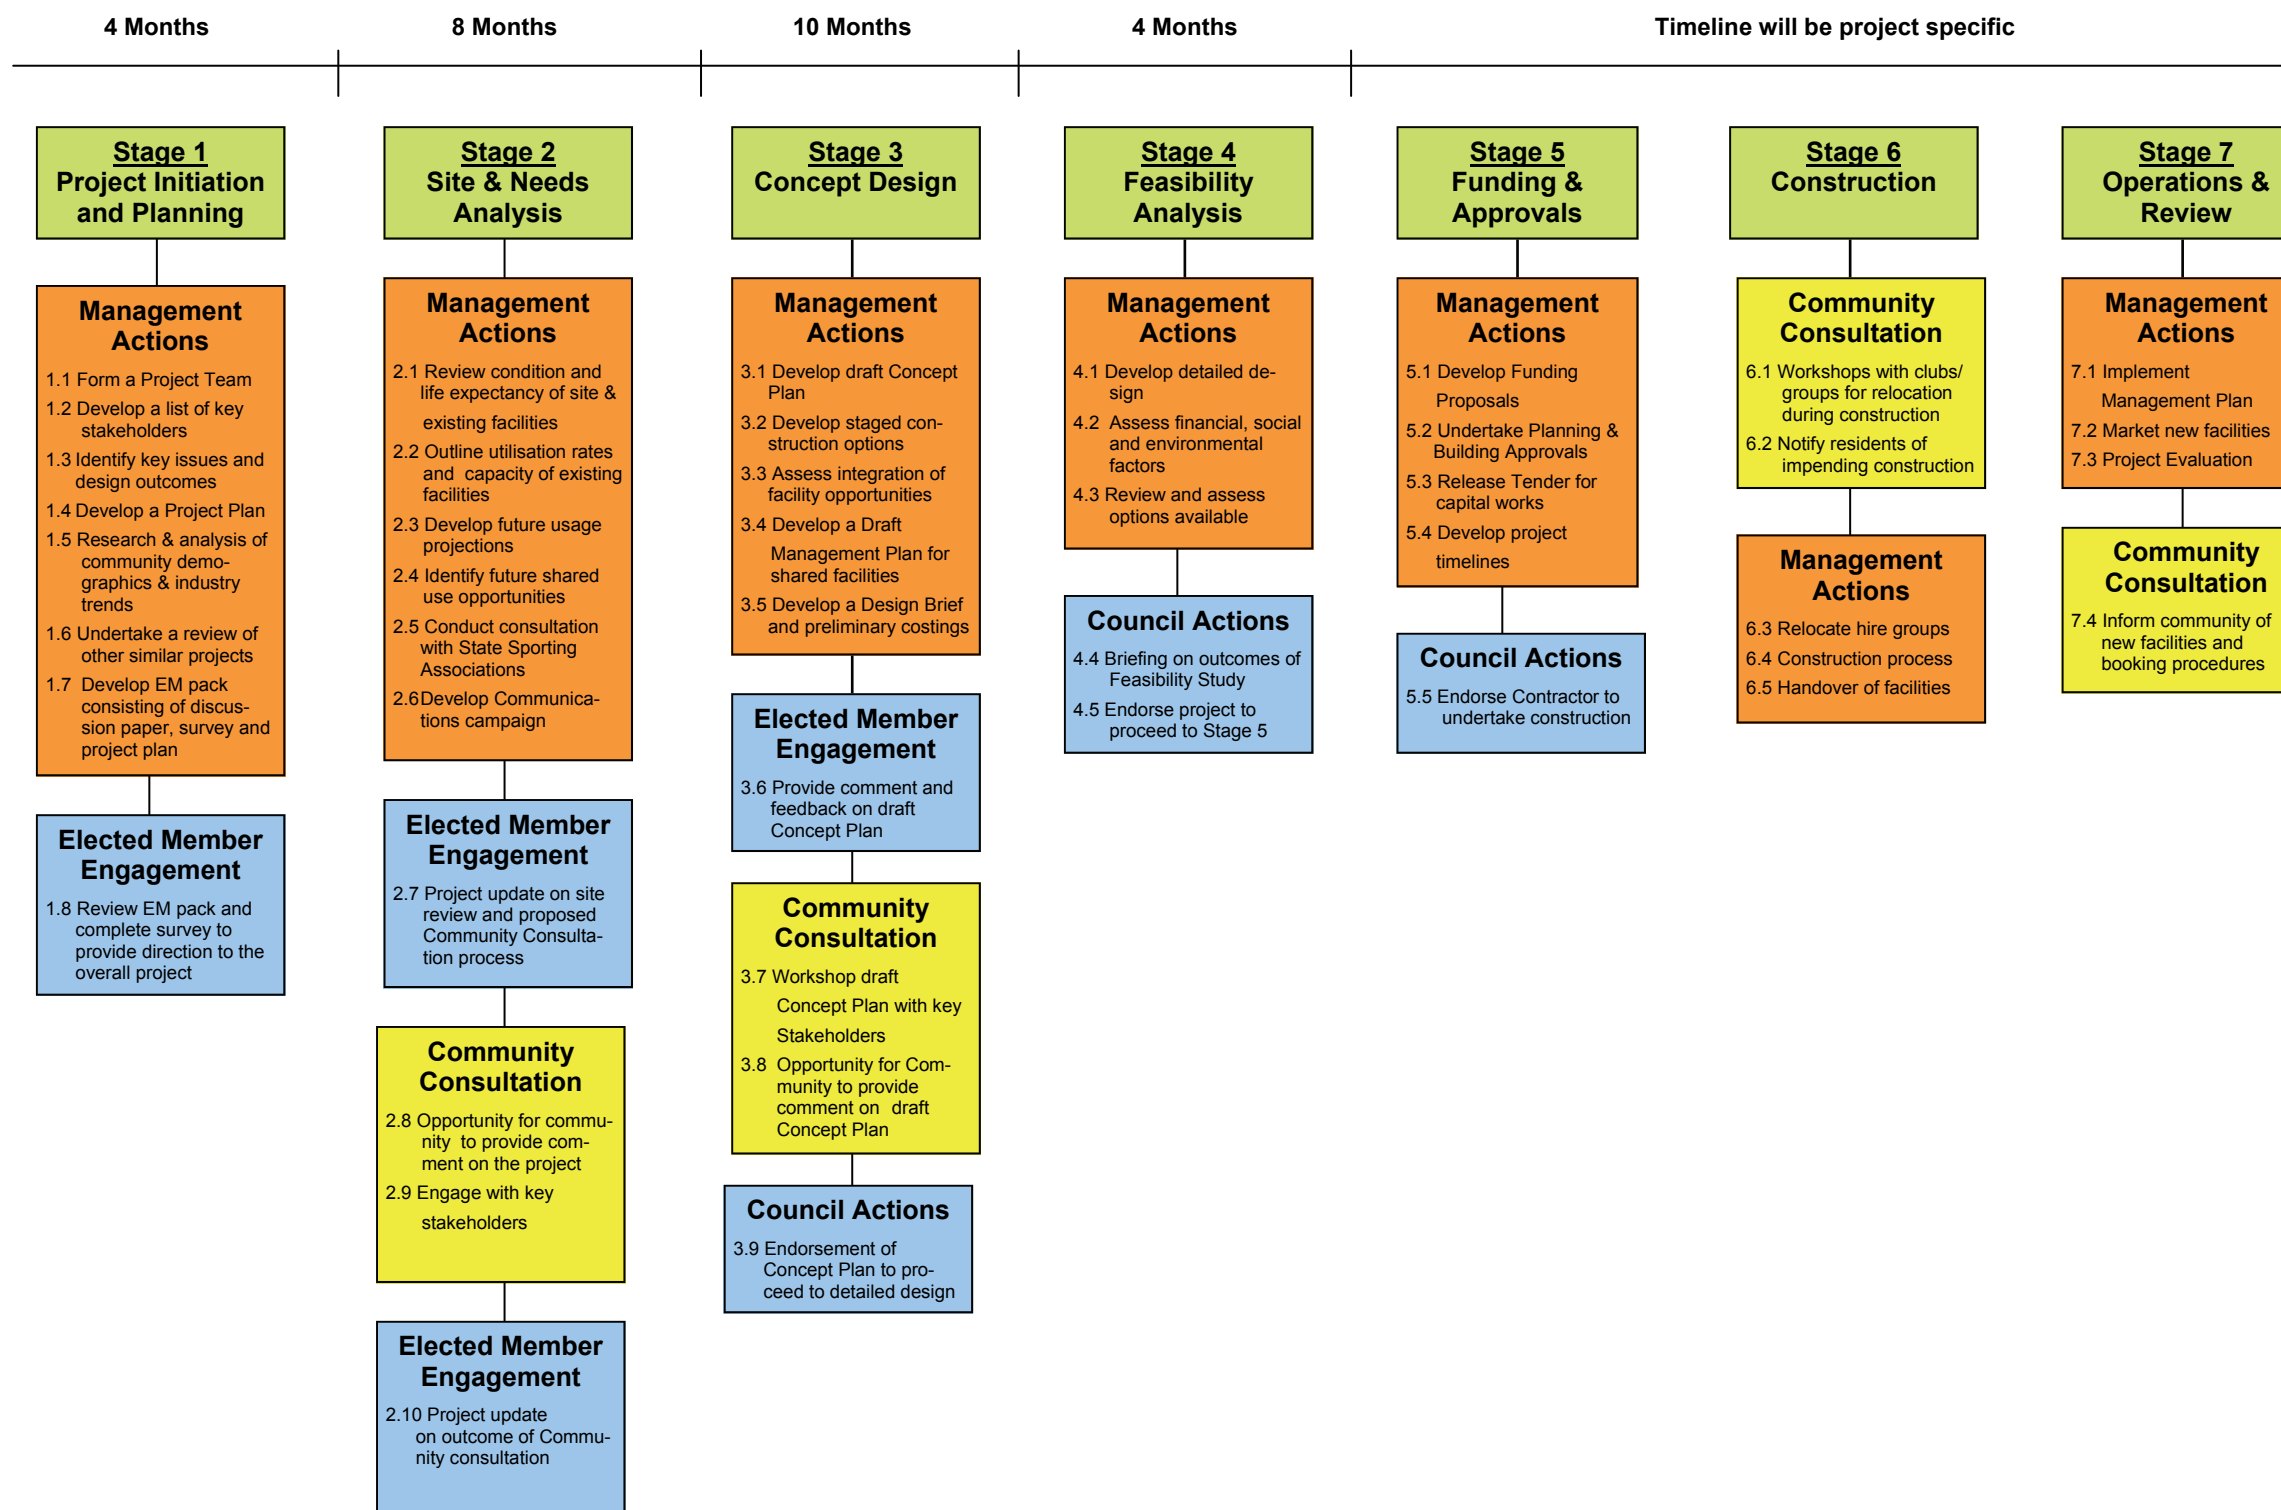 4 Months
8 Months
10 Months
4 Months
Timeline will be project specific
Stage 1
Project Initiation
and Planning
Management
Actions
1.1 Form a Project Team
1.2 Develop a list of key
stakeholders
1.3 Identify key issues and
design outcomes
1.4 Develop a Project Plan
1.5 Research & analysis of
community demo-
graphics & industry
trends
1.6 Undertake a review of
other similar projects
1.7 Develop EM pack
consisting of discus-
sion paper, survey and
project plan
Elected Member
Engagement
1.8 Review EM pack and
complete survey to
provide direction to the
overall project
Stage 2
Site & Needs
Analysis
Management
Actions
2.1 Review condition and
life expectancy of site &
existing facilities
2.2 Outline utilisation rates
and capacity of existing
facilities
2.3 Develop future usage
projections
2.4 Identify future shared
use opportunities
2.5 Conduct consultation
with State Sporting
Associations
2.6Develop Communica-
tions campaign
Elected Member
Engagement
2.7 Project update on site
review and proposed
Community Consulta-
tion process
Community
Consultation
2.8 Opportunity for commu-
nity to provide com-
ment on the project
2.9 Engage with key
stakeholders
Elected Member
Engagement
2.10 Project update
on outcome of Commu-
nity consultation
Stage 3
Concept Design
Management
Actions
3.1 Develop draft Concept
Plan
3.2 Develop staged con-
struction options
3.3 Assess integration of
facility opportunities
3.4 Develop a Draft
Management Plan for
shared facilities
3.5 Develop a Design Brief
and preliminary costings
Elected Member
Engagement
3.6 Provide comment and
feedback on draft
Concept Plan
Community
Consultation
3.7 Workshop draft
Concept Plan with key
Stakeholders
3.8 Opportunity for Com-
munity to provide
comment on draft
Concept Plan
Council Actions
3.9 Endorsement of
Concept Plan to pro-
ceed to detailed design
Stage 4
Feasibility
Analysis
Management
Actions
4.1 Develop detailed de-
sign
4.2 Assess financial, social
and environmental
factors
4.3 Review and assess
options available
Council Actions
4.4 Briefing on outcomes of
Feasibility Study
4.5 Endorse project to
proceed to Stage 5
Stage 5
Funding &
Approvals
Management
Actions
5.1 Develop Funding
Proposals
5.2 Undertake Planning &
Building Approvals
5.3 Release Tender for
capital works
5.4 Develop project
timelines
Council Actions
5.5 Endorse Contractor to
undertake construction
Stage 6
Construction
Community
Consultation
6.1 Workshops with clubs/
groups for relocation
during construction
6.2 Notify residents of
impending construction
Management
Actions
6.3 Relocate hire groups
6.4 Construction process
6.5 Handover of facilities
Stage 7
Operations &
Review
Management
Actions
7.1 Implement
Management Plan
7.2 Market new facilities
7.3 Project Evaluation
Community
Consultation
7.4 Inform community of
new facilities and
booking procedures